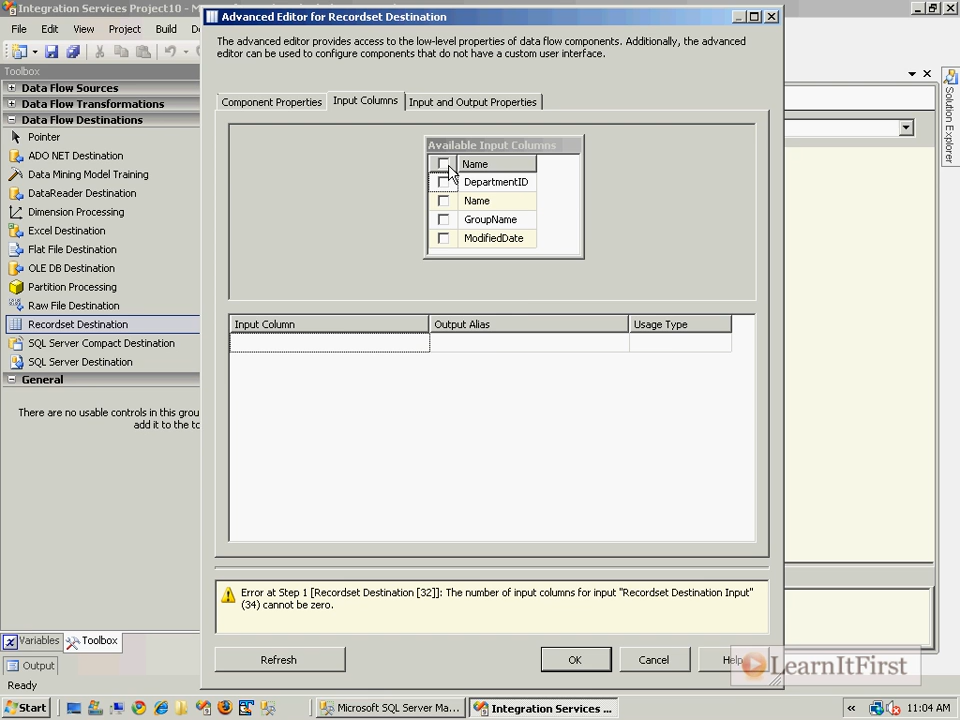 Integration Services Project10 - M
Advanced Editor for Recordset Destination
File Edit View Project Build De
The advanced editor provides access to the low-level properties of data flow components. Additionally, the advanced
editor can be used to configure components that do not have a custom user interface.
Toolbox
Data Flow Sources
Data Flow Transformations
Data Flow Destinations
Pointer
ADO NET Destination
Data Mining Model Training
DataReader Destination
Dimension Processing
Excel Destination
Flat File Destination
OLE DB Destination
Partition Processing
Raw File Destination
Recordset Destination
SQL Server Compact Destination
SQL Server Destination
General
There are no usable controls in this grou
add it to the to
Component Properties Input Columns Input and Output Properties
Available Input Columns
Name
DepartmentID
Name
GroupName
ModifiedDate
Input Column Output Alias Usage Type
Error at Step 1 [Recordset Destination [32]]: The number of input columns for input "Recordset Destination Input"
(34) cannot be zero.
Refresh OK Cancel Help
Solution Explorer
Variables Toolbox
Output
Ready
LearnItFirst
Start Microsoft SQL Server Ma... Integration Services ... « 11:04 AM